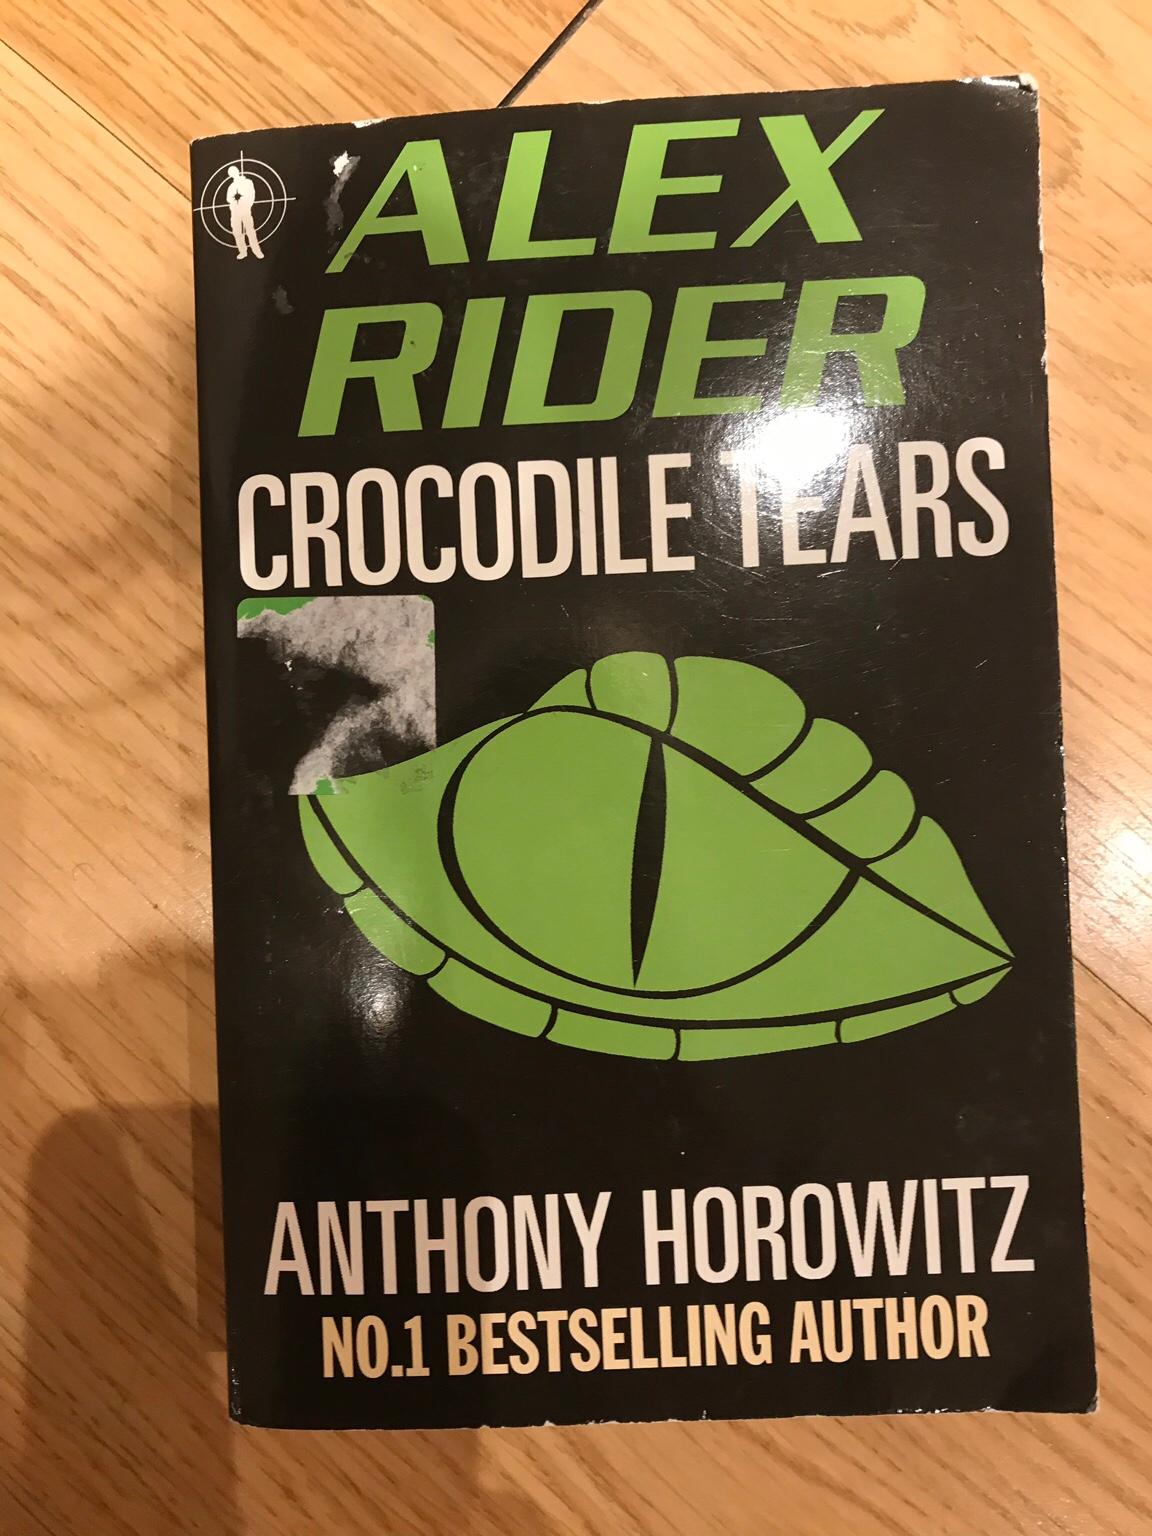 ALEX
RIDER
CROCODILE TEARS
ANTHONY HOROWITZ
NO.1 BESTSELLING AUTHOR